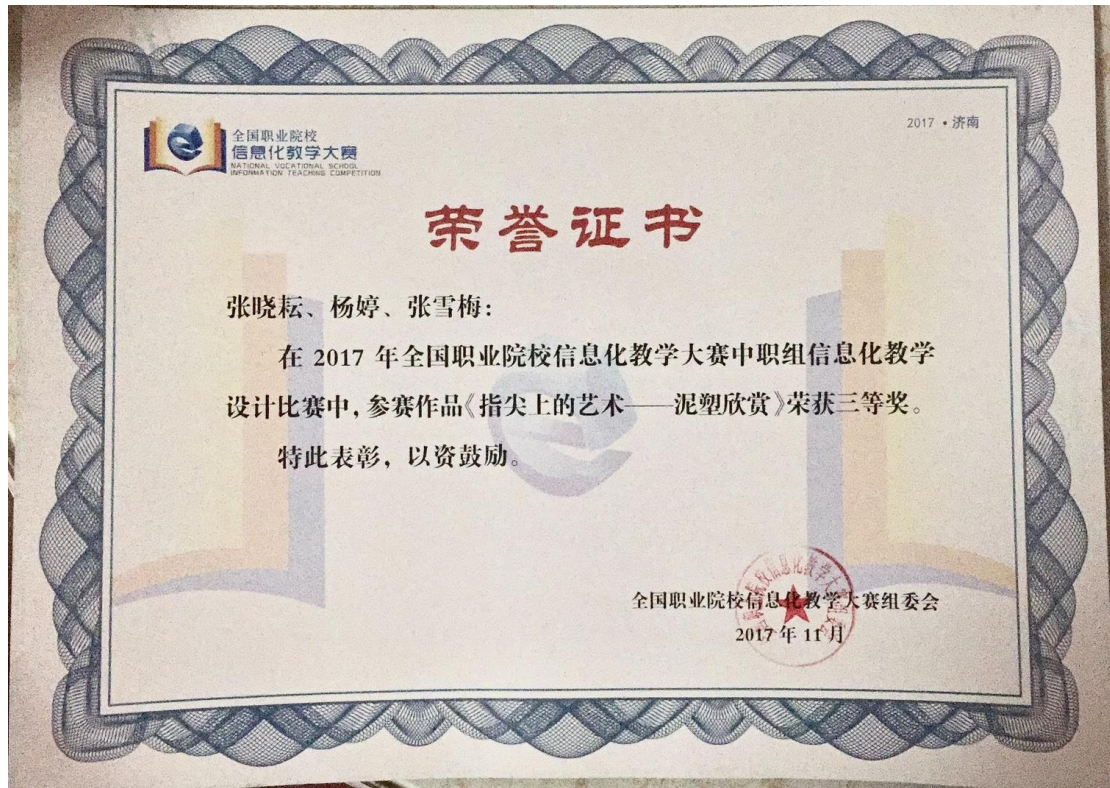 全国职业院校
信息化教学大赛
NATIONAL VOCATIONAL SCHOOL
INFORMATION TEACHING COMPETITION
2017·济南
荣誉证书
张晓耘、杨婷、张雪梅：
在 2017 年全国职业院校信息化教学大赛中职组信息化教学
设计比赛中，参赛作品《指尖上的艺术——泥塑欣赏》荣获三等奖。
特此表彰，以资鼓励。
全国职业院校信息化教学大赛组委会
2017 年 11 月